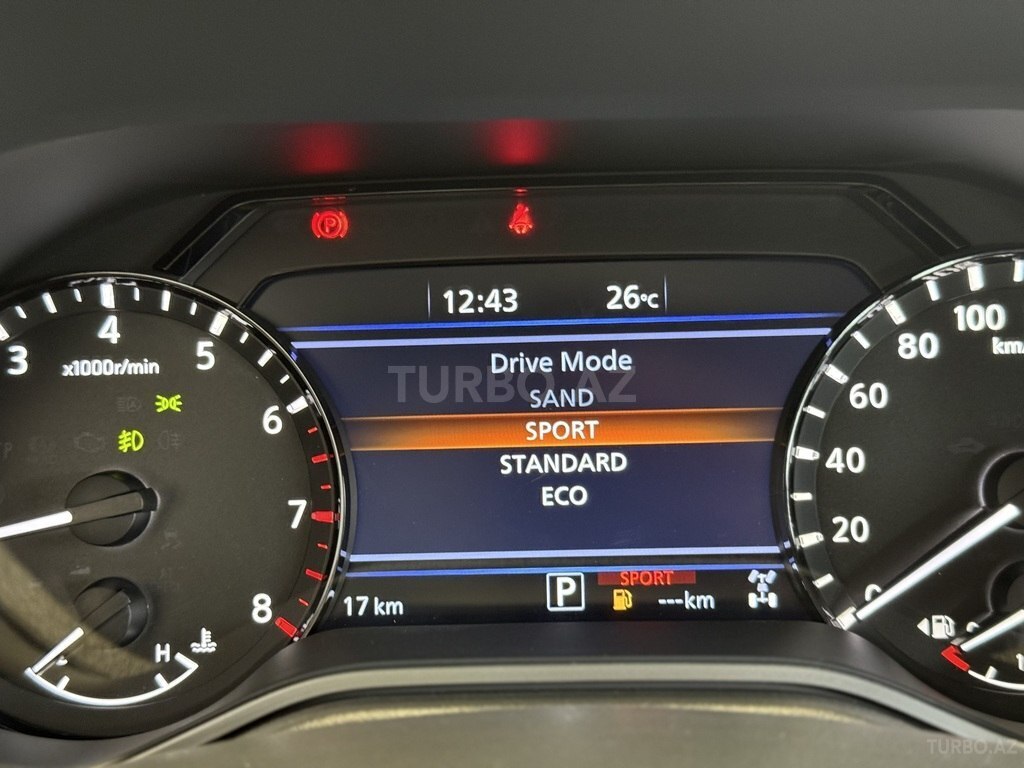 P
12:43 26°C
3 4 5 6 7 8
x1000r/min
Drive Mode
SAND
SPORT
STANDARD
ECO
TURBO.AZ
0 20 40 60 80 100
17 km
P
SPORT
---km
H
TURBO.AZ